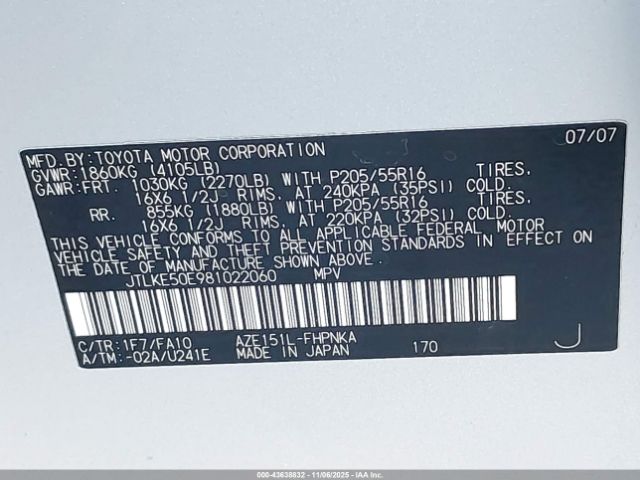 07/07
MFD.BY:TOYOTA MOTOR CORPORATION
GVWR:1860KG (4105LB)
GAWR:FRT. 1030KG (2270LB) WITH P205/55R16 TIRES.
16X6 1/2J RIMS. AT 240KPA (35PSI) COLD.
RR. 855KG (1880LB) WITH P205/55R16 TIRES.
16X6 1/2J RIMS. AT 220KPA (32PSI) COLD.
THIS VEHICLE CONFORMS TO ALL APPLICABLE FEDERAL MOTOR
VEHICLE SAFETY AND THEFT PREVENTION STANDARDS IN EFFECT ON
THE DATE OF MANUFACTURE SHOWN ABOVE.
JTLKE50E981022060 MPV
C/TR:1F7/FA10 AZE151L-FHPNKA
A/TM:-02A/U241E MADE IN JAPAN 170 J
000-43638832 - 11/06/2025 - IAAHC